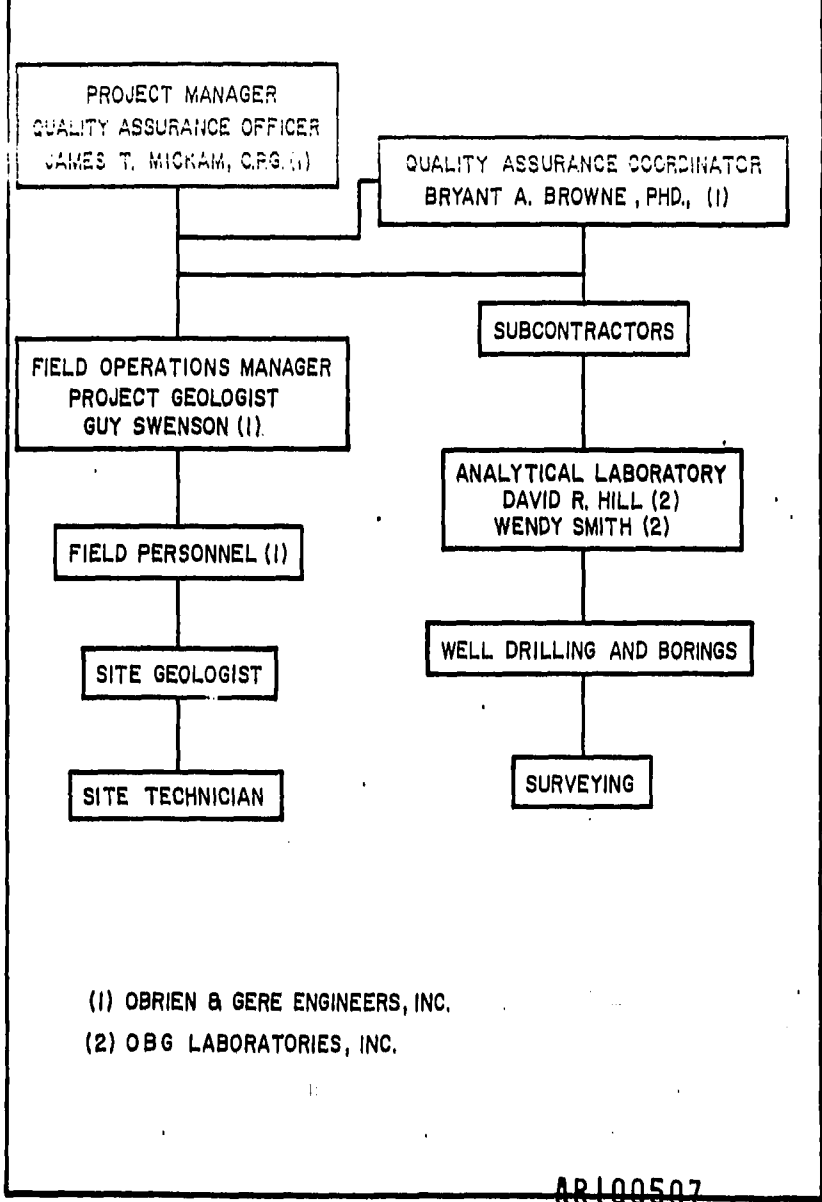 PROJECT MANAGER
QUALITY ASSURANCE OFFICER
JAMES T. MICKAM, C.P.G. (1)
QUALITY ASSURANCE COORDINATOR
BRYANT A. BROWNE, PHD., (1)
SUBCONTRACTORS
FIELD OPERATIONS MANAGER
PROJECT GEOLOGIST
GUY SWENSON (1)
ANALYTICAL LABORATORY
DAVID R. HILL (2)
WENDY SMITH (2)
FIELD PERSONNEL (1)
WELL DRILLING AND BORINGS
SITE GEOLOGIST
SURVEYING
SITE TECHNICIAN
(1) OBRIEN & GERE ENGINEERS, INC.
(2) OBG LABORATORIES, INC.
AR100507